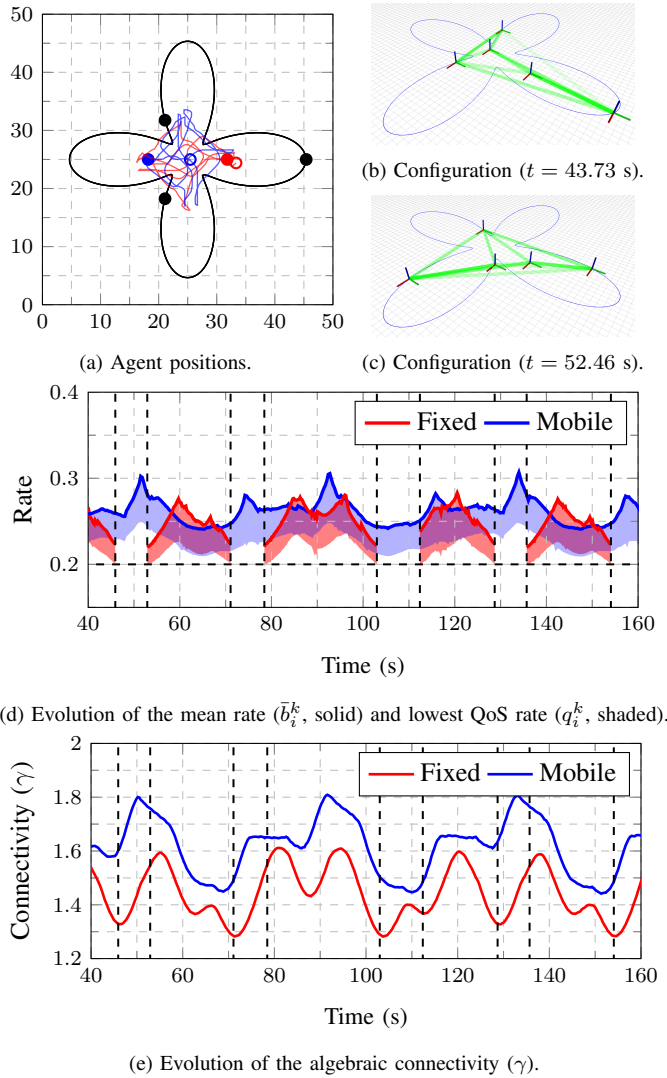 50
40
30
20
10
0
0
10
20
30
40
50
(a) Agent positions.
(b) Configuration (t = 43.73 s).
(c) Configuration (t = 52.46 s).
0.4
0.3
0.2
Rate
Fixed
Mobile
40
60
80
100
120
140
160
Time (s)
(d) Evolution of the mean rate (b̄ᵢᵏ, solid) and lowest QoS rate (qᵢᵏ, shaded).
2
1.8
1.6
1.4
1.2
Connectivity (γ)
Fixed
Mobile
40
60
80
100
120
140
160
Time (s)
(e) Evolution of the algebraic connectivity (γ).